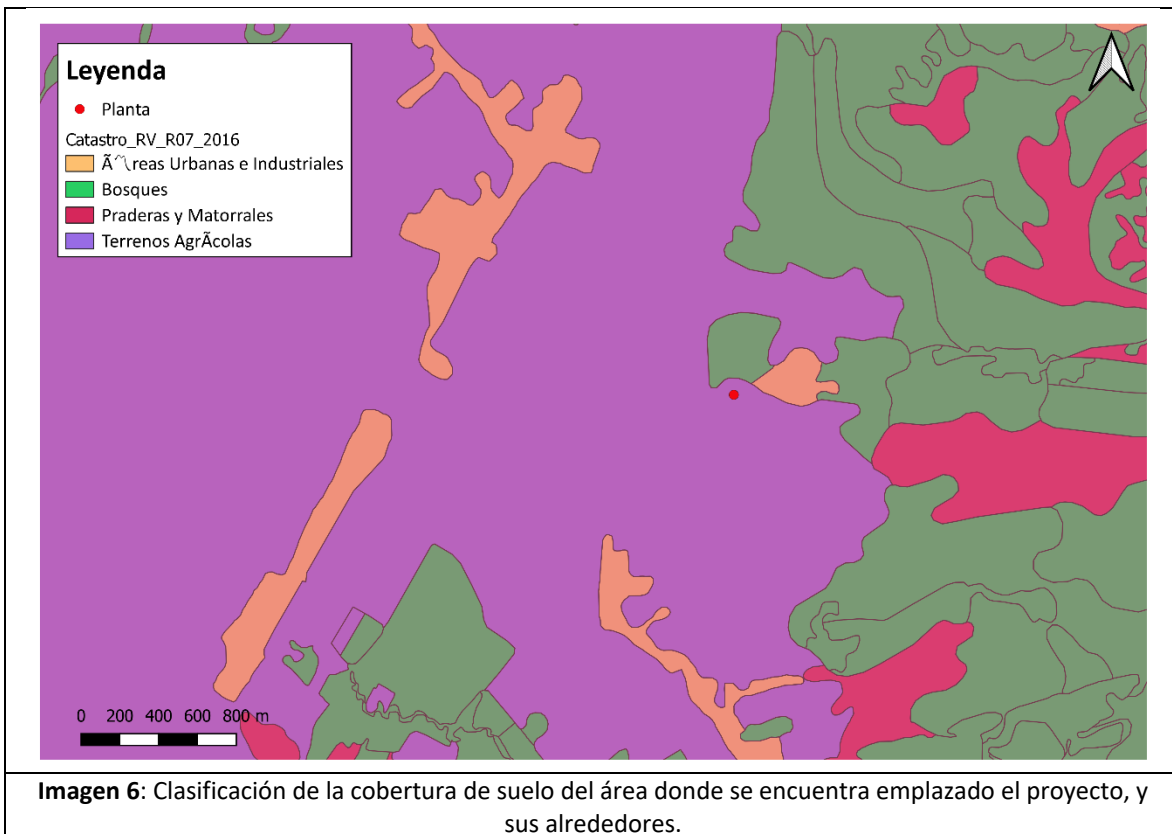 Leyenda
Planta
Catastro_RV_R07_2016
Ã“reas Urbanas e Industriales
Bosques
Praderas y Matorrales
Terrenos AgrÃcolas
0 200 400 600 800 m
Imagen 6: Clasificación de la cobertura de suelo del área donde se encuentra emplazado el proyecto, y
sus alrededores.